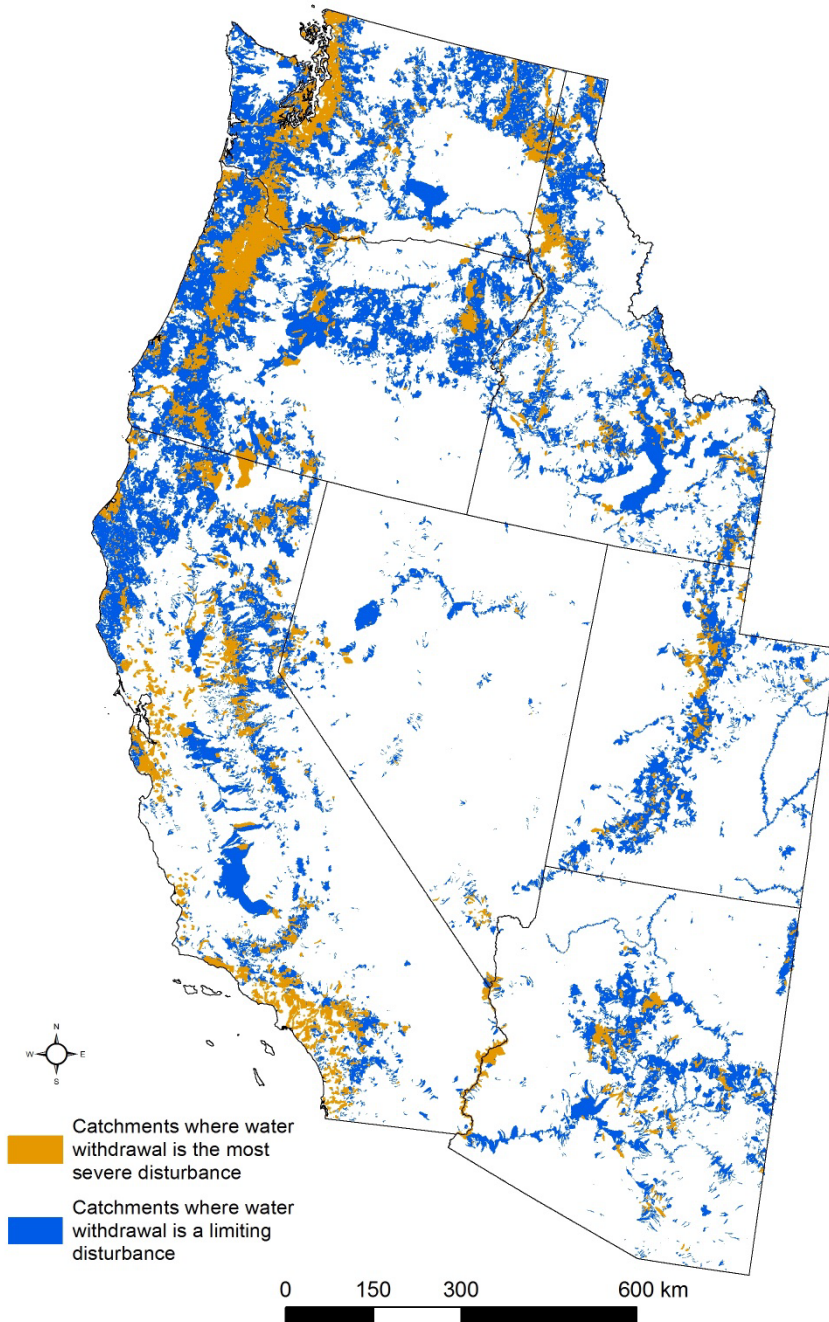 N
W E
S
Catchments where water
withdrawal is the most
severe disturbance
Catchments where water
withdrawal is a limiting
disturbance
0 150 300 600 km